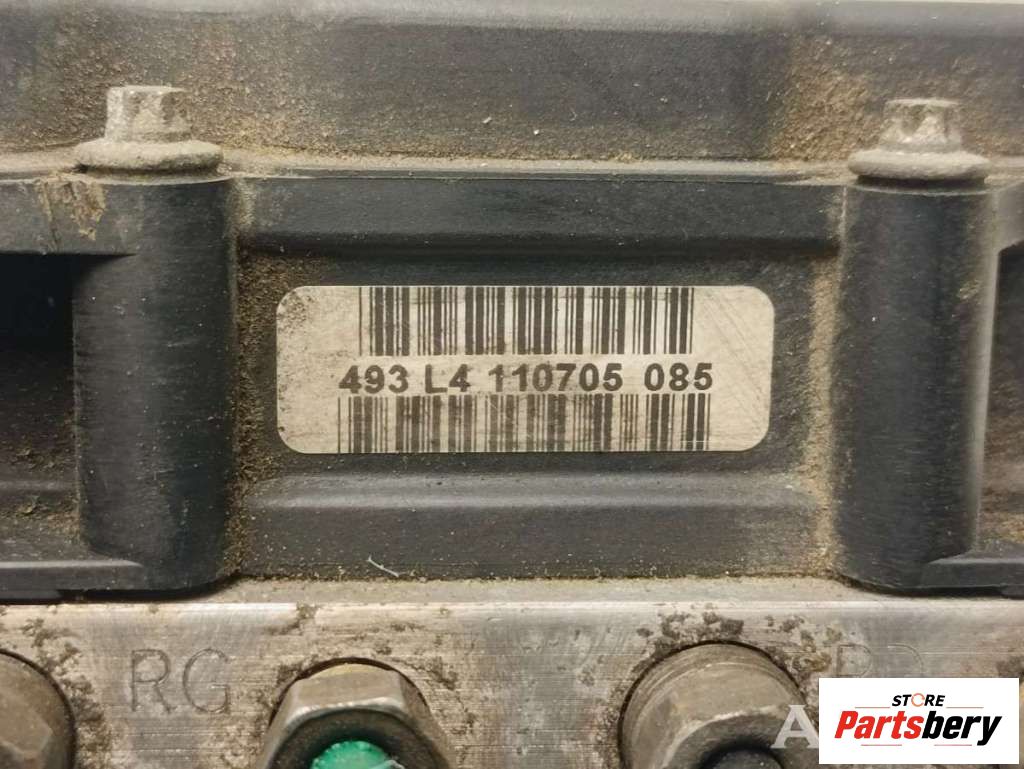 493 L4 110705 085
RG
STORE
Partsbery